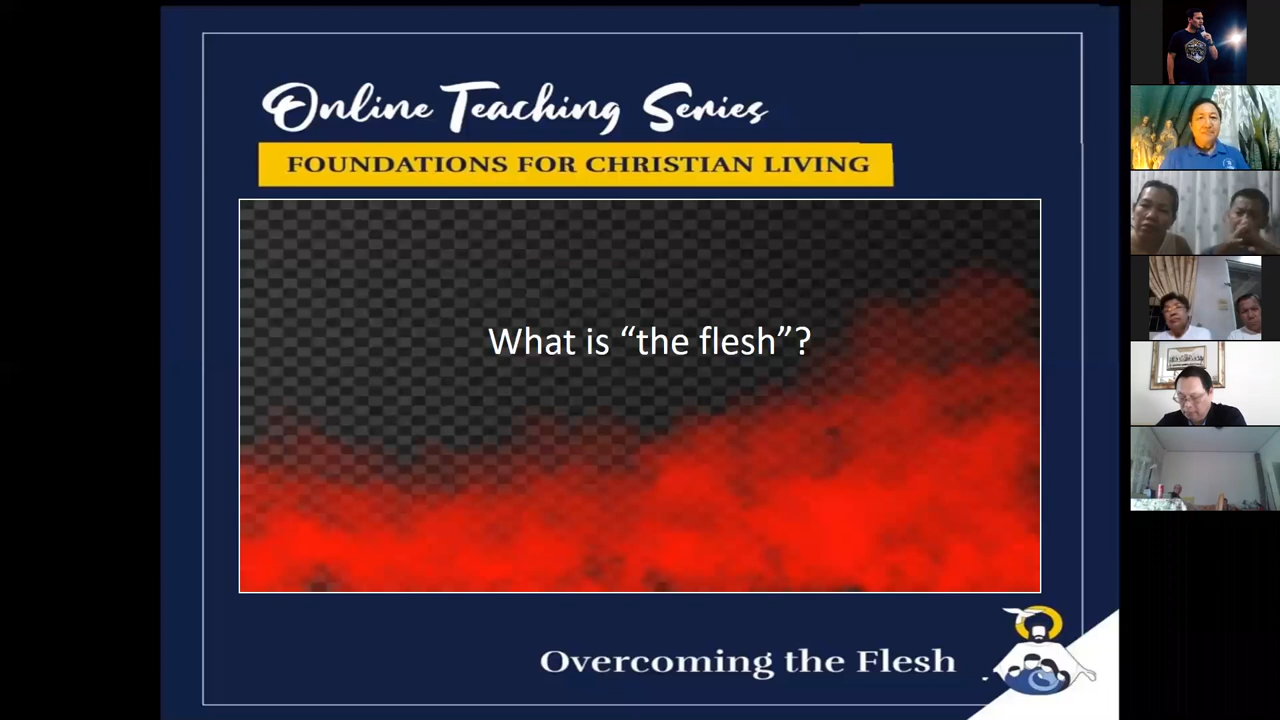 Online Teaching Series
FOUNDATIONS FOR CHRISTIAN LIVING
What is “the flesh”?
Overcoming the Flesh